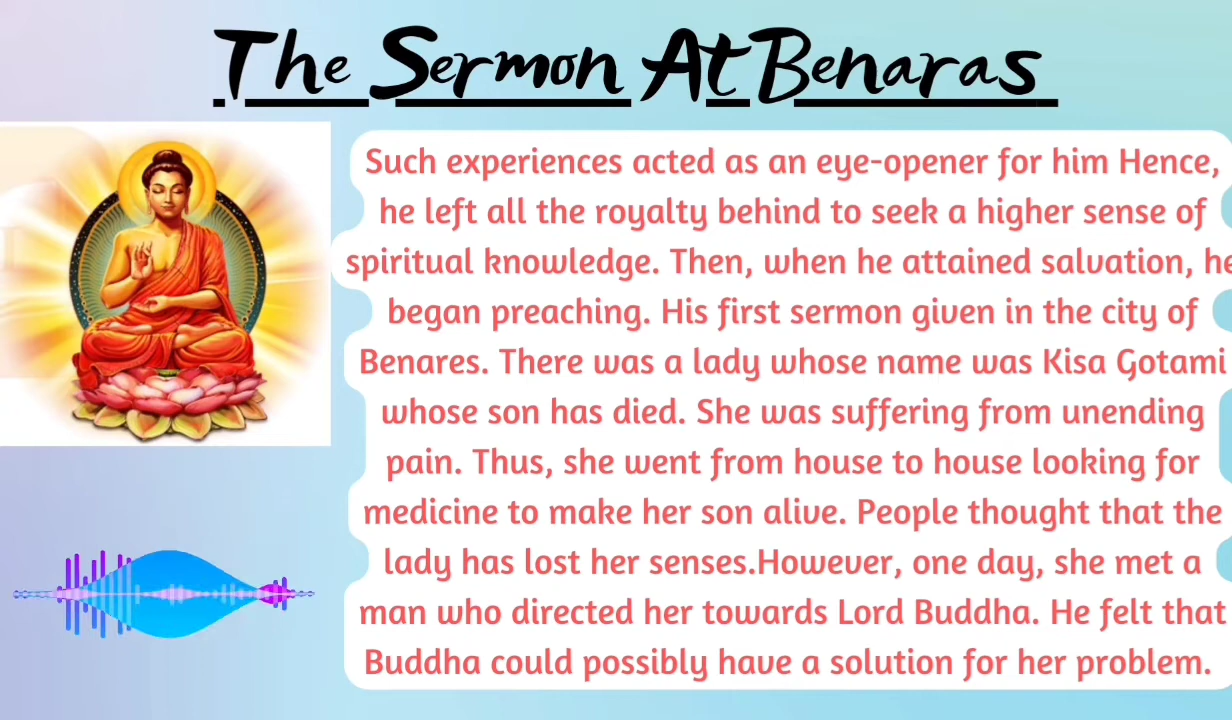 The Sermon At Benaras
Such experiences acted as an eye-opener for him Hence,
he left all the royalty behind to seek a higher sense of
spiritual knowledge. Then, when he attained salvation, he
began preaching. His first sermon given in the city of
Benares. There was a lady whose name was Kisa Gotami
whose son has died. She was suffering from unending
pain. Thus, she went from house to house looking for
medicine to make her son alive. People thought that the
lady has lost her senses.However, one day, she met a
man who directed her towards Lord Buddha. He felt that
Buddha could possibly have a solution for her problem.